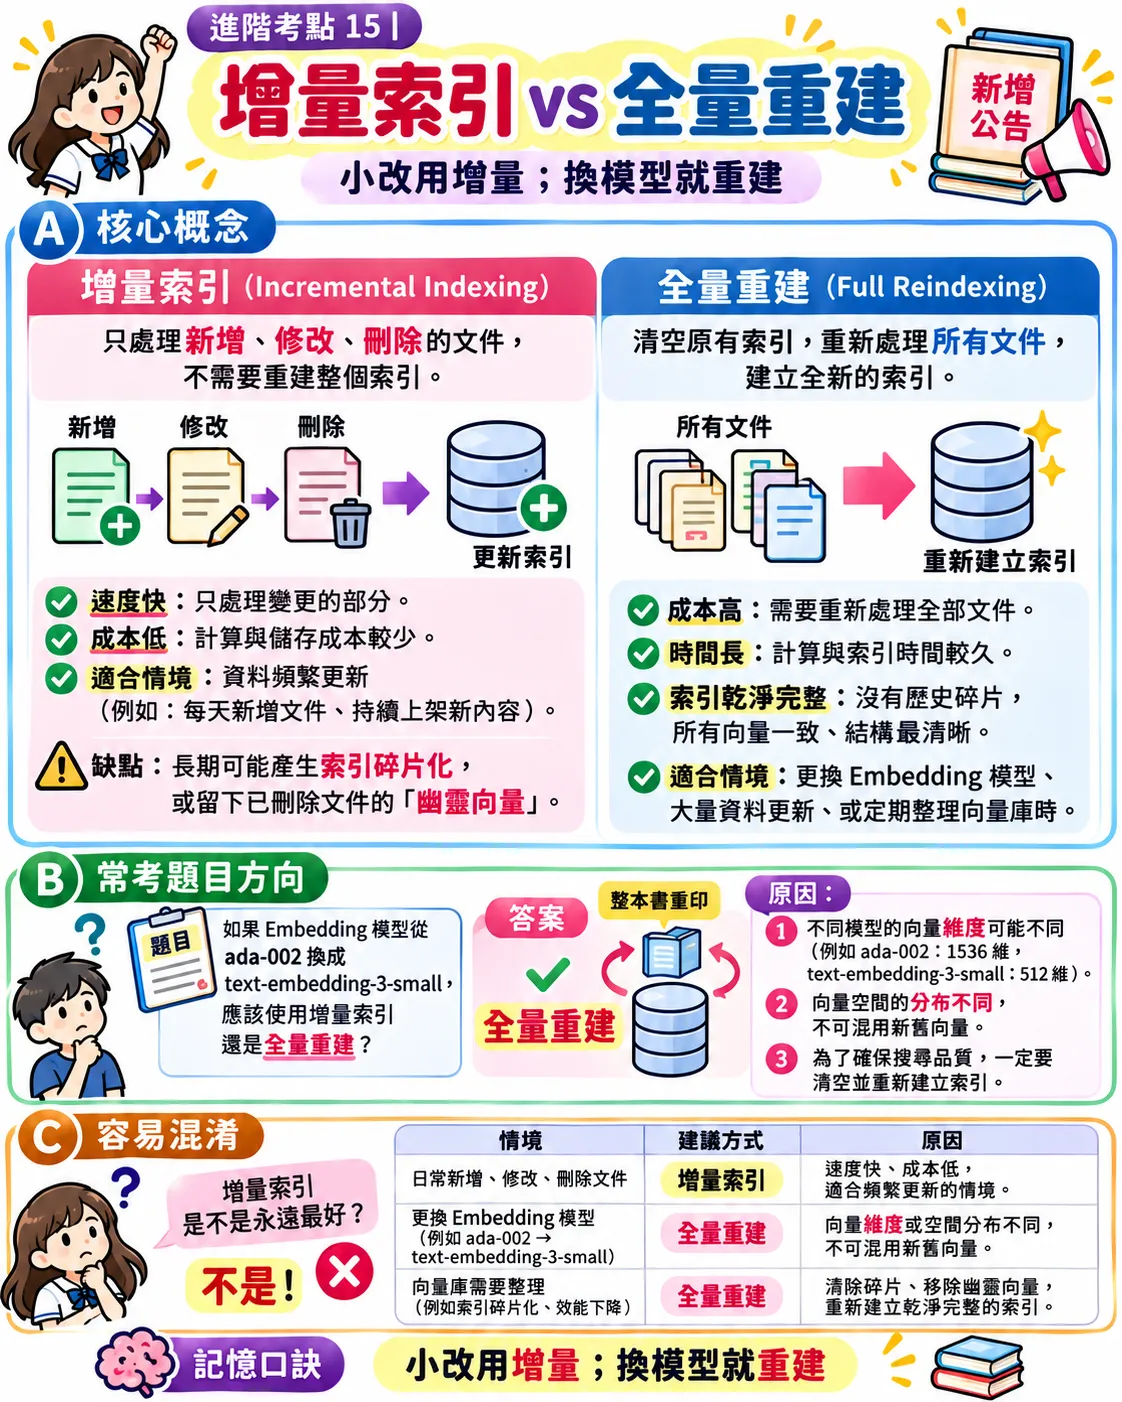 進階考點 15 |
增量索引 vs 全量重建
小改用增量；換模型就重建
新增
公告
A 核心概念
增量索引 (Incremental Indexing)
只處理新增、修改、刪除的文件，
不需要重建整個索引。
新增
修改
刪除
更新索引
速度快：只處理變更的部分。
成本低：計算與儲存成本較少。
適合情境：資料頻繁更新
（例如：每天新增文件、持續上架新內容）。
缺點：長期可能產生索引碎片化，
或留下已刪除文件的「幽靈向量」。
全量重建 (Full Reindexing)
清空原有索引，重新處理所有文件，
建立全新的索引。
所有文件
重新建立索引
成本高：需要重新處理全部文件。
時間長：計算與索引時間較久。
索引乾淨完整：沒有歷史碎片，
所有向量一致、結構最清晰。
適合情境：更換 Embedding 模型、
大量資料更新、或定期整理向量庫時。
B 常考題目方向
?
題目
如果 Embedding 模型從
ada-002 換成
text-embedding-3-small，
應該使用增量索引
還是全量重建？
答案
全量重建
整本書重印
原因：
1 不同模型的向量維度可能不同
（例如 ada-002：1536 維，
text-embedding-3-small：512 維）。
2 向量空間的分布不同，
不可混用新舊向量。
3 為了確保搜尋品質，一定要
清空並重新建立索引。
C 容易混淆
?
增量索引
是不是永遠最好？
不是！
情境 建議方式 原因
日常新增、修改、刪除文件
增量索引
速度快、成本低，
適合頻繁更新的情境。
更換 Embedding 模型
（例如 ada-002 →
text-embedding-3-small）
全量重建
向量維度或空間分布不同，
不可混用新舊向量。
向量庫需要整理
（例如索引碎片化、效能下降）
全量重建
清除碎片、移除幽靈向量，
重新建立乾淨完整的索引。
記憶口訣
小改用增量；換模型就重建